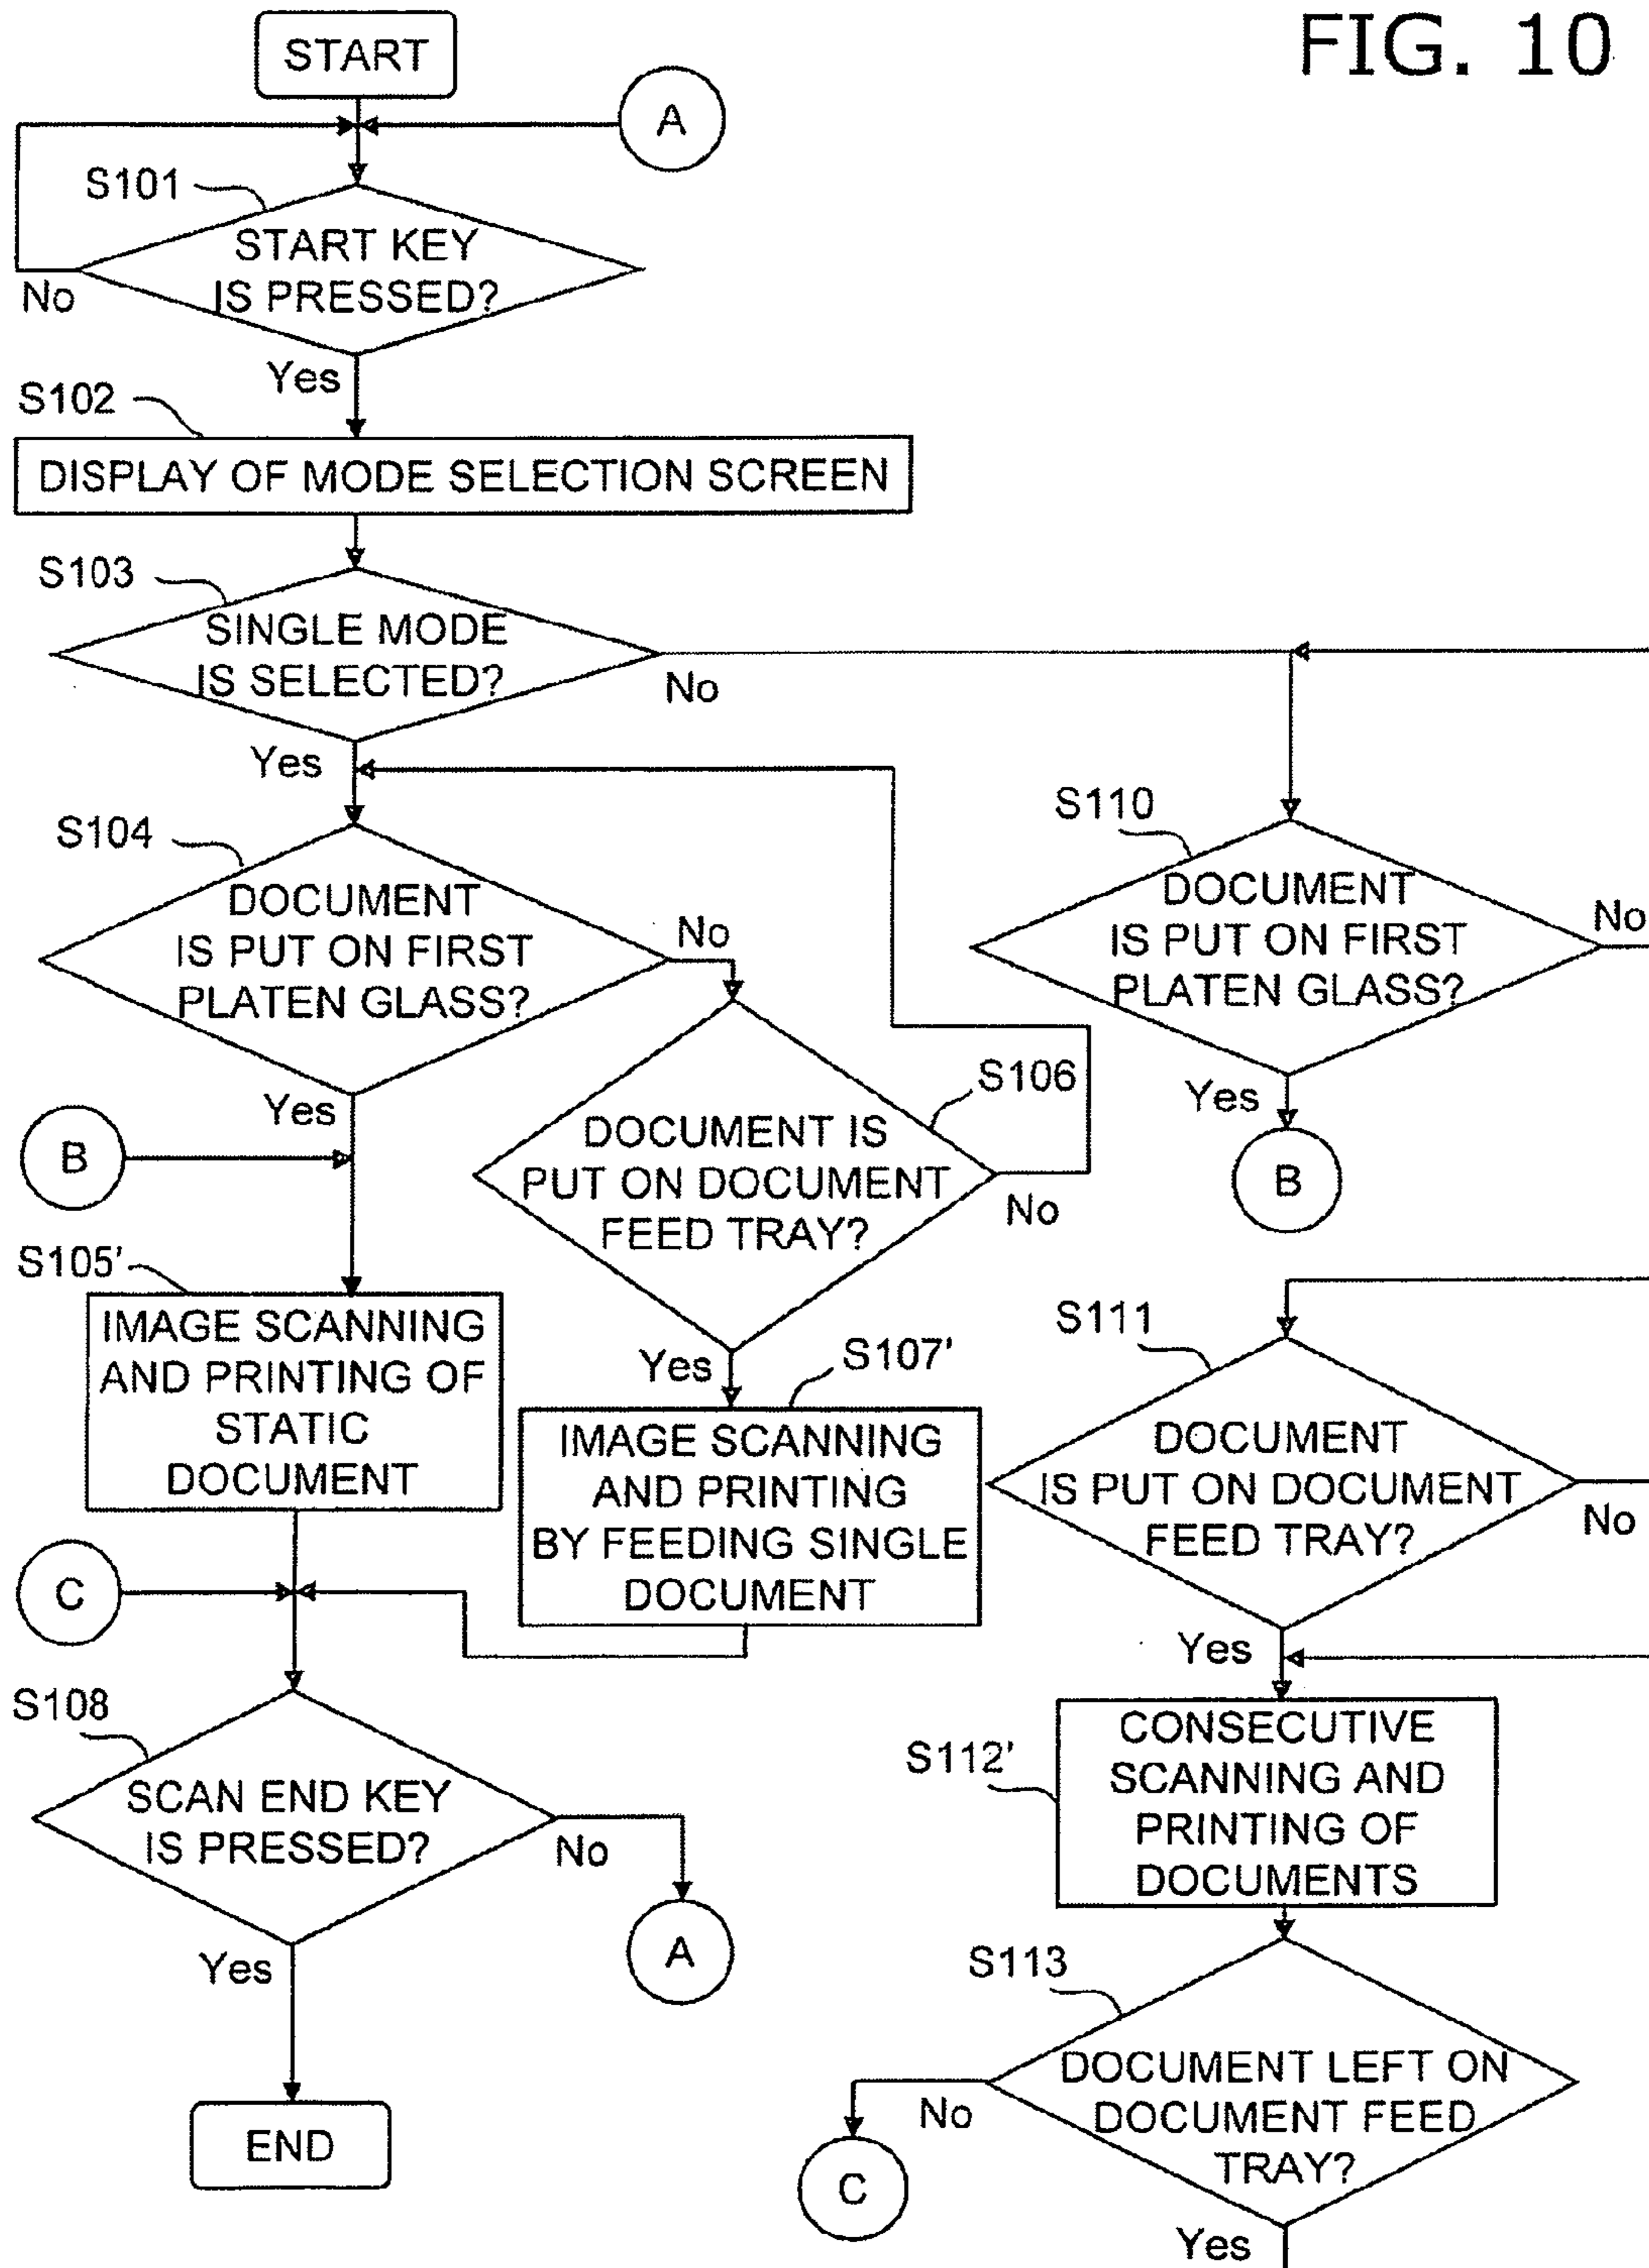 FIG. 10
START
A
S101
START KEY
IS PRESSED?
No
Yes
S102
DISPLAY OF MODE SELECTION SCREEN
S103
SINGLE MODE
IS SELECTED?
No
Yes
S104
DOCUMENT
IS PUT ON FIRST
PLATEN GLASS?
No
Yes
B
S106
DOCUMENT IS
PUT ON DOCUMENT
FEED TRAY?
No
Yes
S105'
IMAGE SCANNING
AND PRINTING OF
STATIC
DOCUMENT
S107'
IMAGE SCANNING
AND PRINTING
BY FEEDING SINGLE
DOCUMENT
C
S108
SCAN END KEY
IS PRESSED?
No
A
Yes
END
S110
DOCUMENT
IS PUT ON FIRST
PLATEN GLASS?
No
Yes
B
S111
DOCUMENT
IS PUT ON DOCUMENT
FEED TRAY?
No
Yes
S112'
CONSECUTIVE
SCANNING AND
PRINTING OF
DOCUMENTS
S113
DOCUMENT LEFT ON
DOCUMENT FEED
TRAY?
No
C
Yes